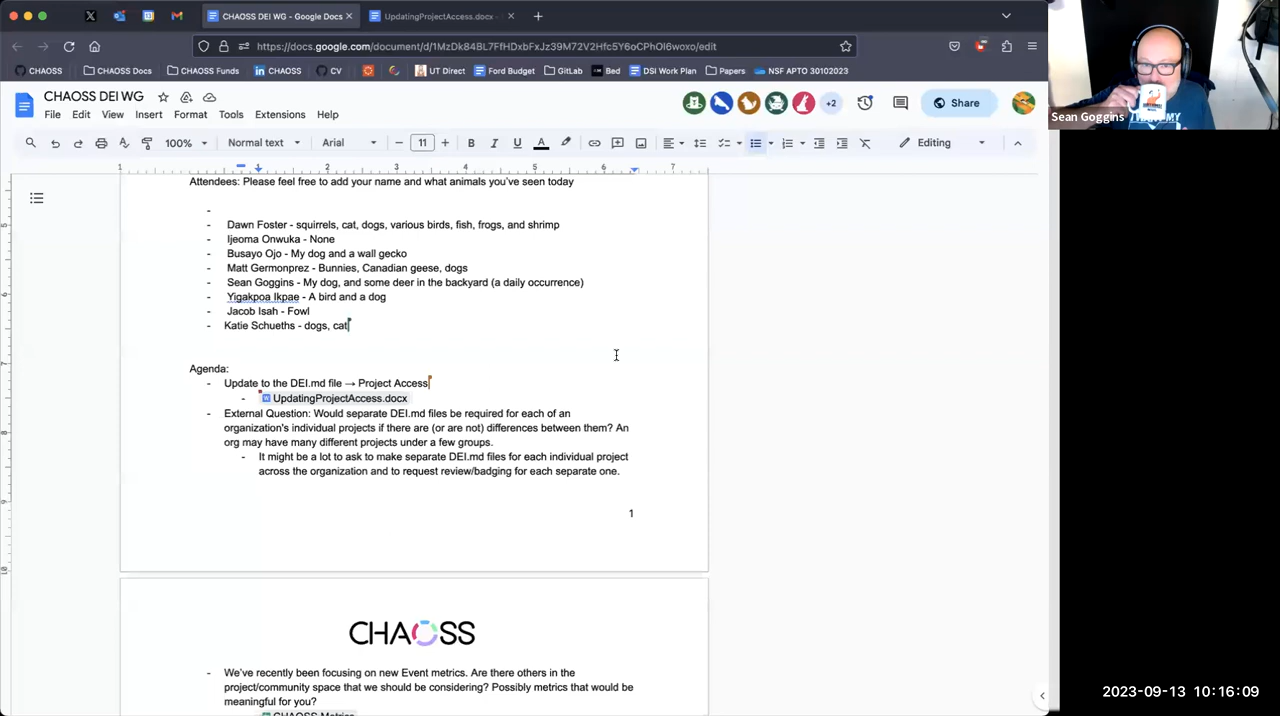 CHAOSS DEI WG - Google Docs
UpdatingProjectAccess.docx -
https://docs.google.com/document/d/1MzDk84BL7FfHDxbFxJz39M72V2Hfc5Y6oCPhOl6woxo/edit
CHAOSS
CHAOSS Docs
CHAOSS Funds
CHAOSS
CV
UT Direct
Ford Budget
GitLab
Bed
DSI Work Plan
Papers
NSF APTO 30102023
CHAOSS DEI WG
File Edit View Insert Format Tools Extensions Help
+2
Share
100% Normal text Arial 11 Editing
1 1 2 3 4 5 6 7
Attendees: Please feel free to add your name and what animals you've seen today
-
- Dawn Foster - squirrels, cat, dogs, various birds, fish, frogs, and shrimp
- Ijeoma Onwuka - None
- Busayo Ojo - My dog and a wall gecko
- Matt Germonprez - Bunnies, Canadian geese, dogs
- Sean Goggins - My dog, and some deer in the backyard (a daily occurrence)
- Yigakpoa Ikpae - A bird and a dog
- Jacob Isah - Fowl
- Katie Schueths - dogs, cat
Agenda:
- Update to the DEI.md file → Project Access
- UpdatingProjectAccess.docx
- External Question: Would separate DEI.md files be required for each of an
organization's individual projects if there are (or are not) differences between them? An
org may have many different projects under a few groups.
- It might be a lot to ask to make separate DEI.md files for each individual project
across the organization and to request review/badging for each separate one.
1
CHAOSS
- We've recently been focusing on new Event metrics. Are there others in the
project/community space that we should be considering? Possibly metrics that would be
meaningful for you?
CHAOSS Metrics
Sean Goggins
2023-09-13 10:16:09